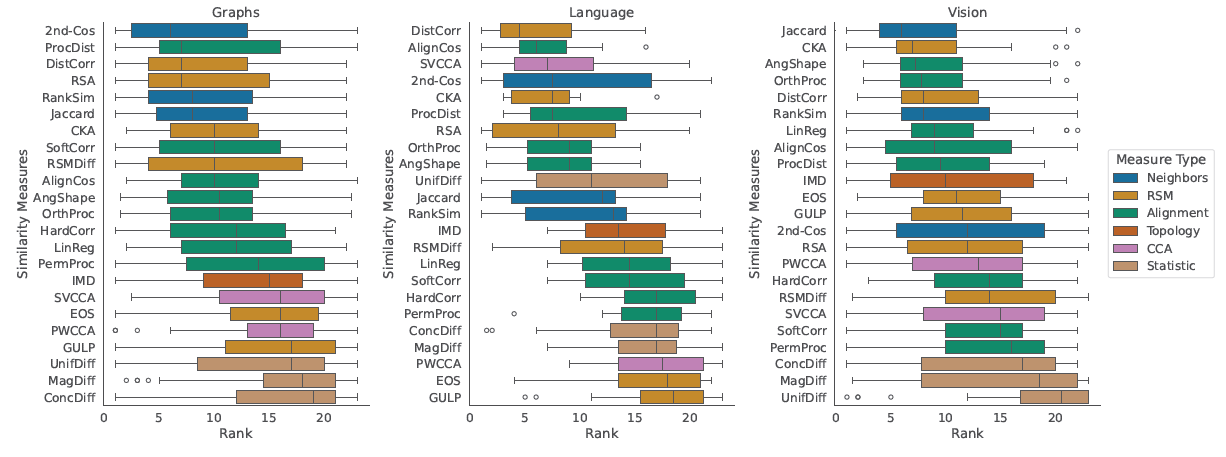 Graphs
Similarity Measures
2nd-Cos
ProcDist
DistCorr
RSA
RankSim
Jaccard
CKA
SoftCorr
RSMDiff
AlignCos
AngShape
OrthProc
HardCorr
LinReg
PermProc
IMD
SVCCA
EOS
PWCCA
GULP
UnifDiff
MagDiff
ConcDiff
0 5 10 15 20
Rank
Language
Similarity Measures
DistCorr
AlignCos
SVCCA
2nd-Cos
CKA
ProcDist
RSA
OrthProc
AngShape
UnifDiff
Jaccard
RankSim
IMD
RSMDiff
LinReg
SoftCorr
HardCorr
PermProc
ConcDiff
MagDiff
PWCCA
EOS
GULP
0 5 10 15 20
Rank
Vision
Similarity Measures
Jaccard
CKA
AngShape
OrthProc
DistCorr
RankSim
LinReg
AlignCos
ProcDist
IMD
EOS
GULP
2nd-Cos
RSA
PWCCA
HardCorr
RSMDiff
SVCCA
SoftCorr
PermProc
ConcDiff
MagDiff
UnifDiff
0 5 10 15 20
Rank
Measure Type
Neighbors
RSM
Alignment
Topology
CCA
Statistic